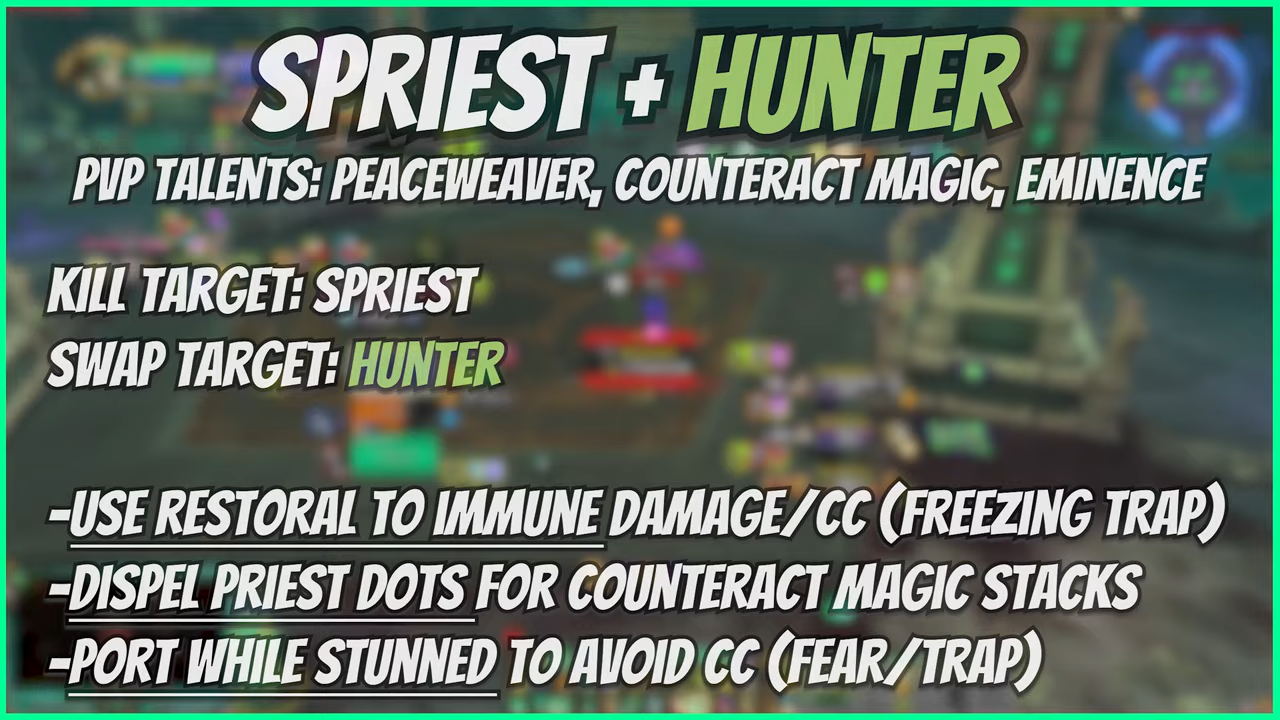 SPRIEST + HUNTER
PVP TALENTS: PEACEWEAVER, COUNTERACT MAGIC, EMINENCE
KILL TARGET: SPRIEST
SWAP TARGET: HUNTER
-USE RESTORAL TO IMMUNE DAMAGE/CC (FREEZING TRAP)
-DISPEL PRIEST DOTS FOR COUNTERACT MAGIC STACKS
-PORT WHILE STUNNED TO AVOID CC (FEAR/TRAP)